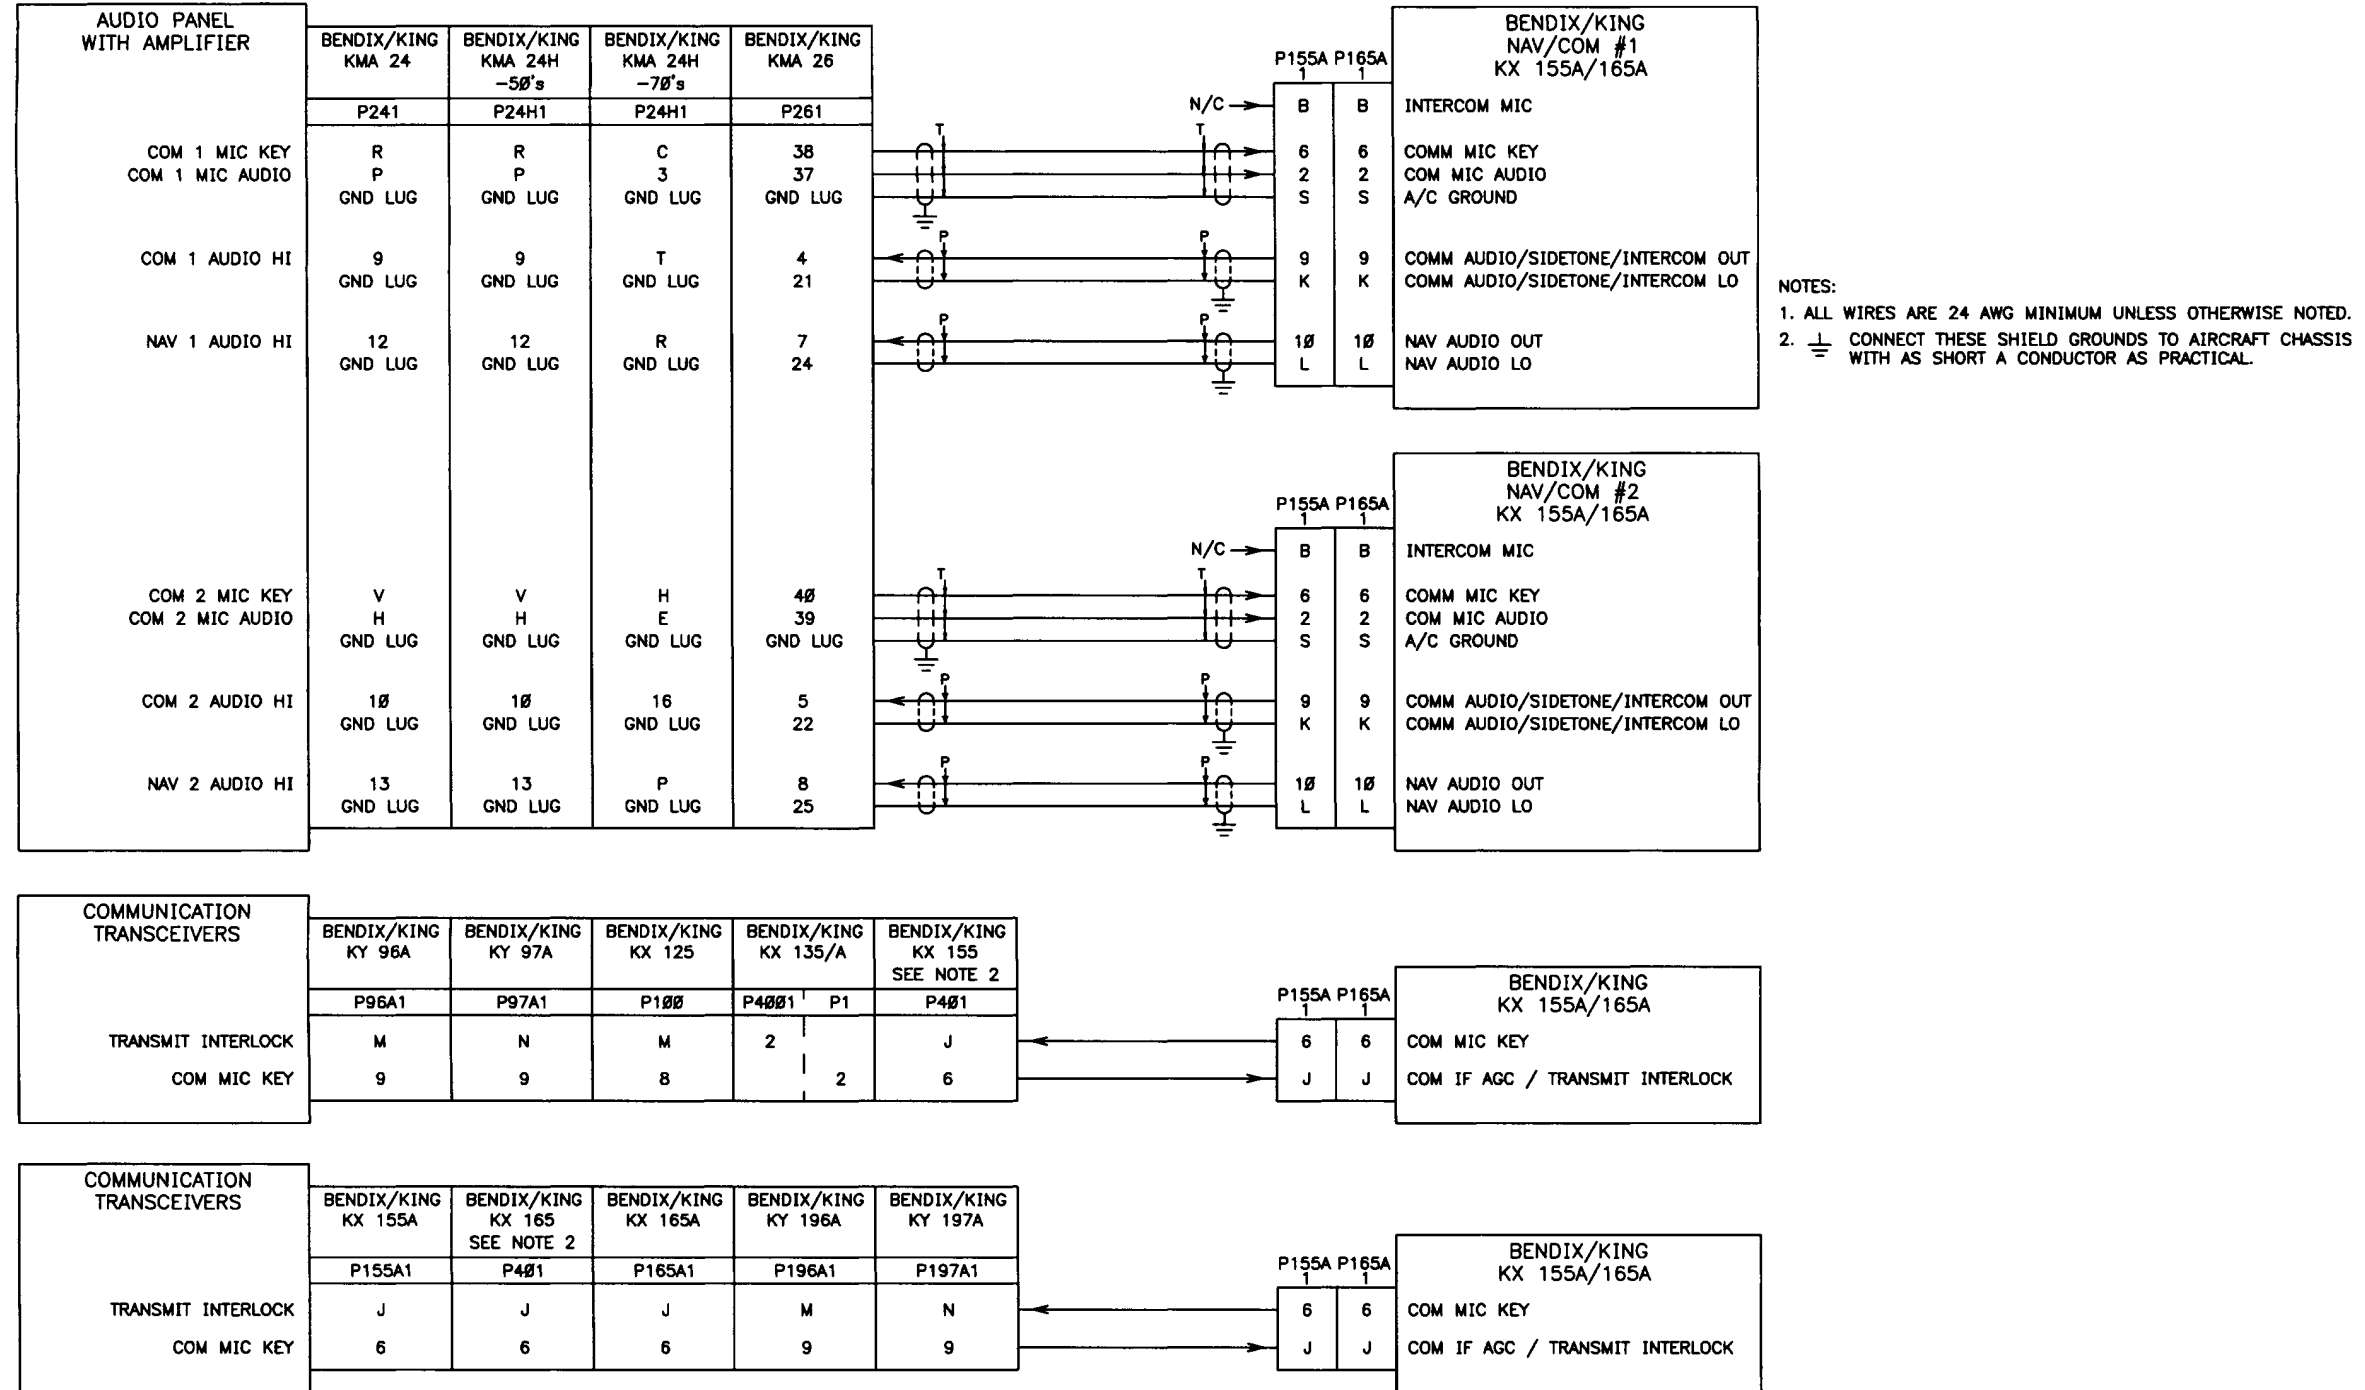 AUDIO PANEL
WITH AMPLIFIER
BENDIX/KING BENDIX/KING BENDIX/KING BENDIX/KING
KMA 24 KMA 24H KMA 24H KMA 26
-5Ø's -7Ø's
P241 P24H1 P24H1 P261
COM 1 MIC KEY R R C 38
COM 1 MIC AUDIO P P 3 37
GND LUG GND LUG GND LUG GND LUG
COM 1 AUDIO HI 9 9 T 4
GND LUG GND LUG GND LUG 21
NAV 1 AUDIO HI 12 12 R 7
GND LUG GND LUG GND LUG 24
COM 2 MIC KEY V V H 4Ø
COM 2 MIC AUDIO H H E 39
GND LUG GND LUG GND LUG GND LUG
COM 2 AUDIO HI 1Ø 1Ø 16 5
GND LUG GND LUG GND LUG 22
NAV 2 AUDIO HI 13 13 P 8
GND LUG GND LUG GND LUG 25
T T
P P
P P
T T
P P
P P
BENDIX/KING
NAV/COM #1
KX 155A/165A
P155A P165A
1 1
N/C B B INTERCOM MIC
6 6 COMM MIC KEY
2 2 COM MIC AUDIO
S S A/C GROUND
9 9 COMM AUDIO/SIDETONE/INTERCOM OUT
K K COMM AUDIO/SIDETONE/INTERCOM LO
1Ø 1Ø NAV AUDIO OUT
L L NAV AUDIO LO
NOTES:
1. ALL WIRES ARE 24 AWG MINIMUM UNLESS OTHERWISE NOTED.
2. CONNECT THESE SHIELD GROUNDS TO AIRCRAFT CHASSIS
WITH AS SHORT A CONDUCTOR AS PRACTICAL.
BENDIX/KING
NAV/COM #2
KX 155A/165A
P155A P165A
1 1
N/C B B INTERCOM MIC
6 6 COMM MIC KEY
2 2 COM MIC AUDIO
S S A/C GROUND
9 9 COMM AUDIO/SIDETONE/INTERCOM OUT
K K COMM AUDIO/SIDETONE/INTERCOM LO
1Ø 1Ø NAV AUDIO OUT
L L NAV AUDIO LO
COMMUNICATION
TRANSCEIVERS
BENDIX/KING BENDIX/KING BENDIX/KING BENDIX/KING BENDIX/KING
KY 96A KY 97A KX 125 KX 135/A KX 155
SEE NOTE 2
P96A1 P97A1 P1ØØ P4ØØ1 P1 P4Ø1
TRANSMIT INTERLOCK M N M 2 J
COM MIC KEY 9 9 8 2 6
BENDIX/KING
KX 155A/165A
P155A P165A
1 1
6 6 COM MIC KEY
J J COM IF AGC / TRANSMIT INTERLOCK
COMMUNICATION
TRANSCEIVERS
BENDIX/KING BENDIX/KING BENDIX/KING BENDIX/KING BENDIX/KING
KX 155A KX 165 KX 165A KY 196A KY 197A
SEE NOTE 2
P155A1 P4Ø1 P165A1 P196A1 P197A1
TRANSMIT INTERLOCK J J J M N
COM MIC KEY 6 6 6 9 9
BENDIX/KING
KX 155A/165A
P155A P165A
1 1
6 6 COM MIC KEY
J J COM IF AGC / TRANSMIT INTERLOCK